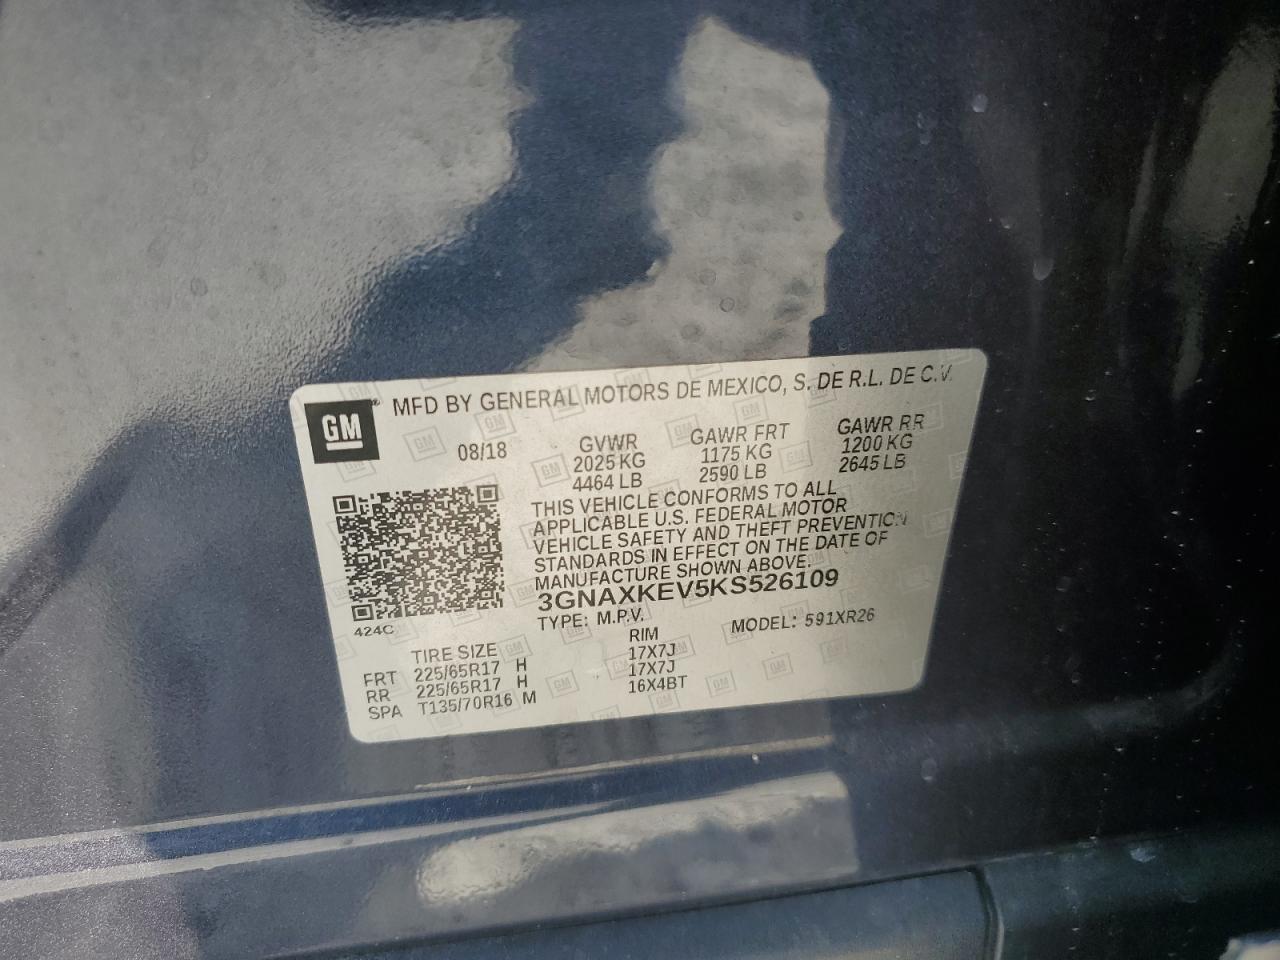 GM
MFD BY GENERAL MOTORS DE MEXICO, S. DE R.L. DE C.V.
08/18
GVWR
2025 KG
4464 LB
GAWR FRT
1175 KG
2590 LB
GAWR RR
1200 KG
2645 LB
THIS VEHICLE CONFORMS TO ALL
APPLICABLE U.S. FEDERAL MOTOR
VEHICLE SAFETY AND THEFT PREVENTION
STANDARDS IN EFFECT ON THE DATE OF
MANUFACTURE SHOWN ABOVE.
3GNAXKEV5KS526109
TYPE: M.P.V.
MODEL: 591XR26
424C
TIRE SIZE RIM
FRT 225/65R17 H 17X7J
RR 225/65R17 H 17X7J
SPA T135/70R16 M 16X4BT